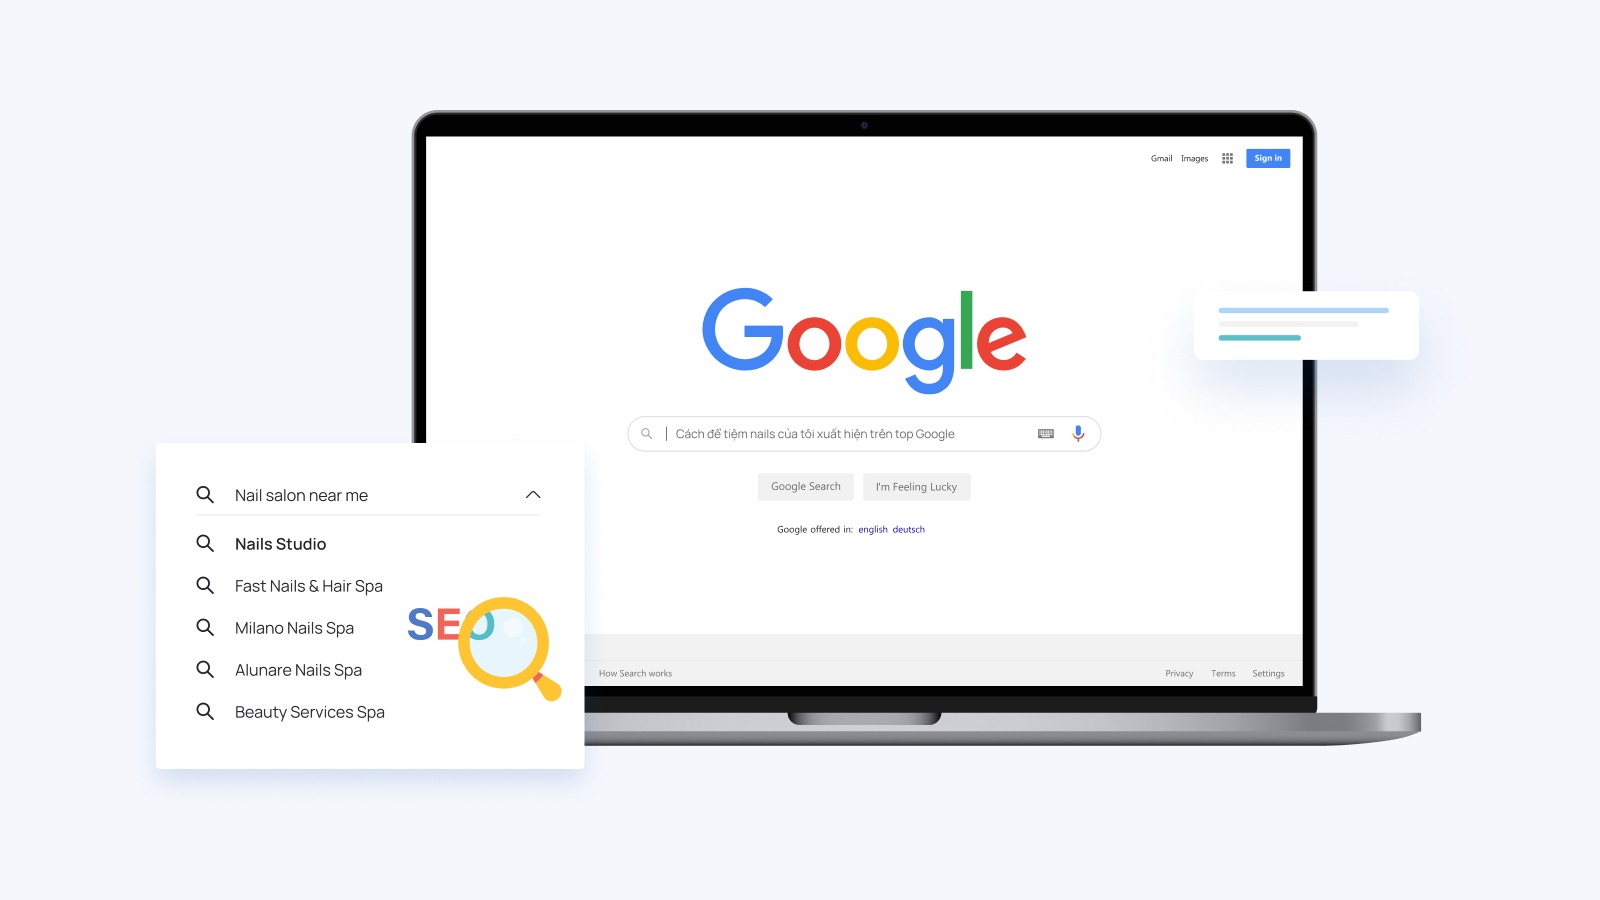 Gmail Images Sign in
Google
Cách để tiệm nails của tôi xuất hiện trên top Google
Google Search I'm Feeling Lucky
Google offered in: english deutsch
How Search works Privacy Terms Settings
Nail salon near me
Nails Studio
Fast Nails & Hair Spa
Milano Nails Spa
Alunare Nails Spa
Beauty Services Spa
SEO